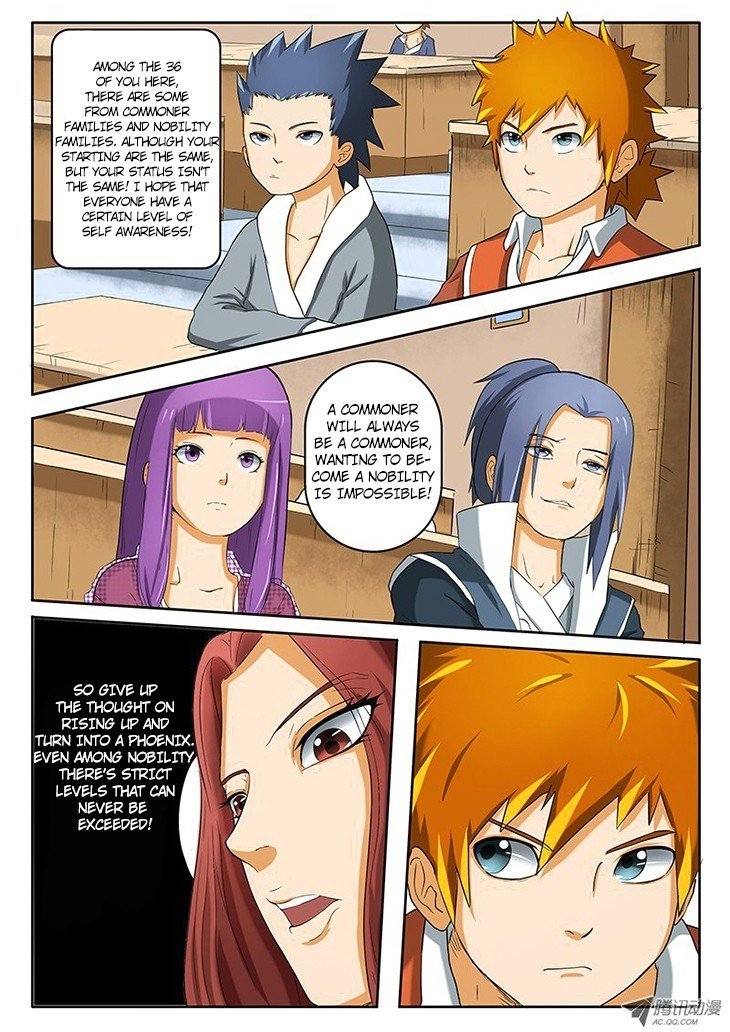 AMONG THE 36
OF YOU HERE,
THERE ARE SOME
FROM COMMONER
FAMILIES AND NOBILITY
FAMILIES. ALTHOUGH YOUR
STARTING ARE THE SAME,
BUT YOUR STATUS ISN'T
THE SAME! I HOPE THAT
EVERYONE HAVE A
CERTAIN LEVEL OF
SELF AWARENESS!
A COMMONER
WILL ALWAYS
BE A COMMONER,
WANTING TO BE-
COME A NOBILITY
IS IMPOSSIBLE!
SO GIVE UP
THE THOUGHT ON
RISING UP AND
TURN INTO A PHOENIX.
EVEN AMONG NOBILITY
THERE'S STRICT
LEVELS THAT CAN
NEVER BE
EXCEEDED!
腾讯动漫
AC.QQ.COM